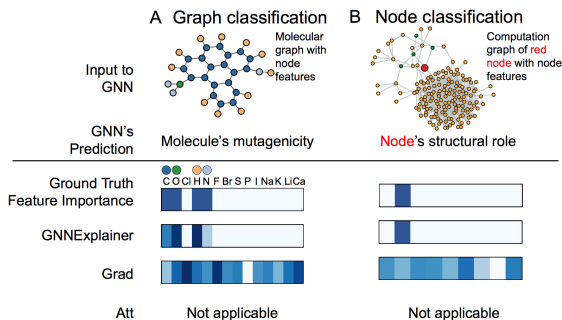 A Graph classification
B Node classification
Molecular
graph with
node
features
Computation
graph of red
node with node
features
Input to
GNN
GNN's
Prediction
Molecule's mutagenicity
Node's structural role
C O Cl H N F Br S P I Na K Li Ca
Ground Truth
Feature Importance
GNNExplainer
Grad
Att
Not applicable
Not applicable